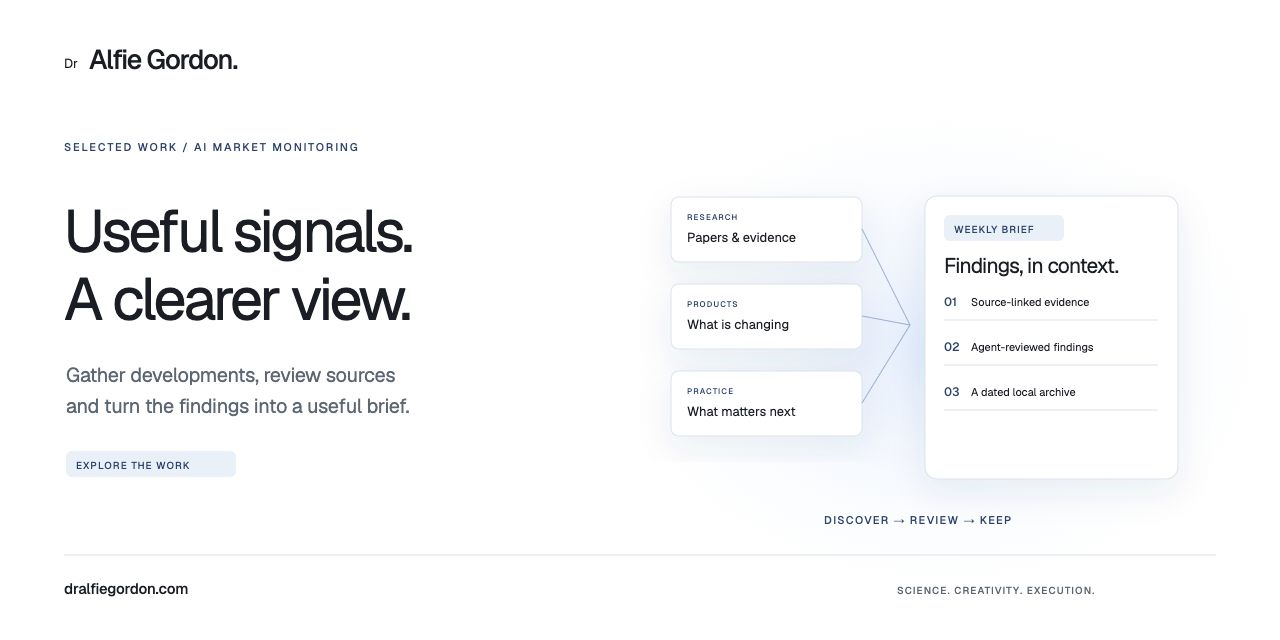 Dr Alfie Gordon.
SELECTED WORK / AI MARKET MONITORING
Useful signals.
A clearer view.
Gather developments, review sources
and turn the findings into a useful brief.
EXPLORE THE WORK
RESEARCH
Papers & evidence
PRODUCTS
What is changing
PRACTICE
What matters next
WEEKLY BRIEF
Findings, in context.
01 Source-linked evidence
02 Agent-reviewed findings
03 A dated local archive
DISCOVER → REVIEW → KEEP
dralfiegordon.com
SCIENCE. CREATIVITY. EXECUTION.